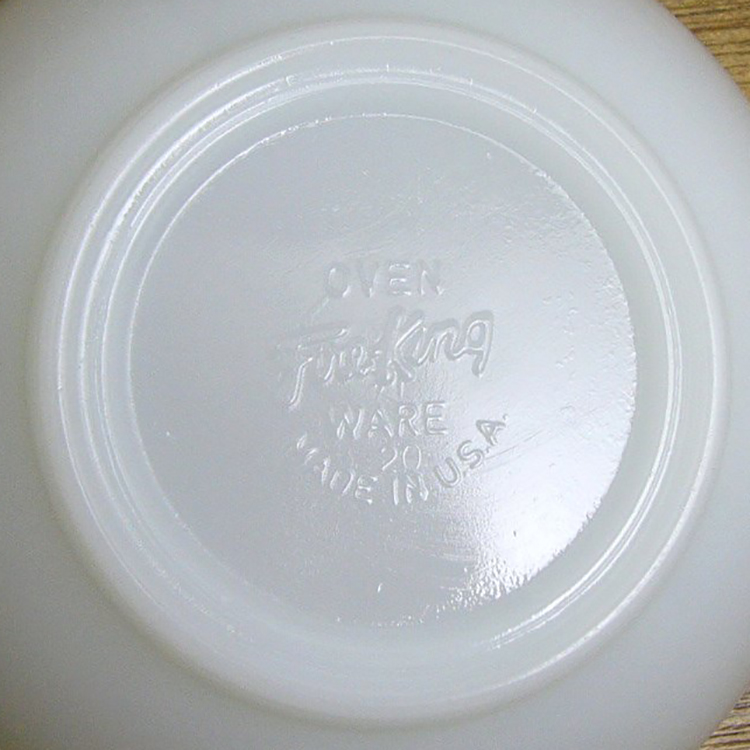 OVEN
Fire-King
WARE
20
MADE IN U.S.A.